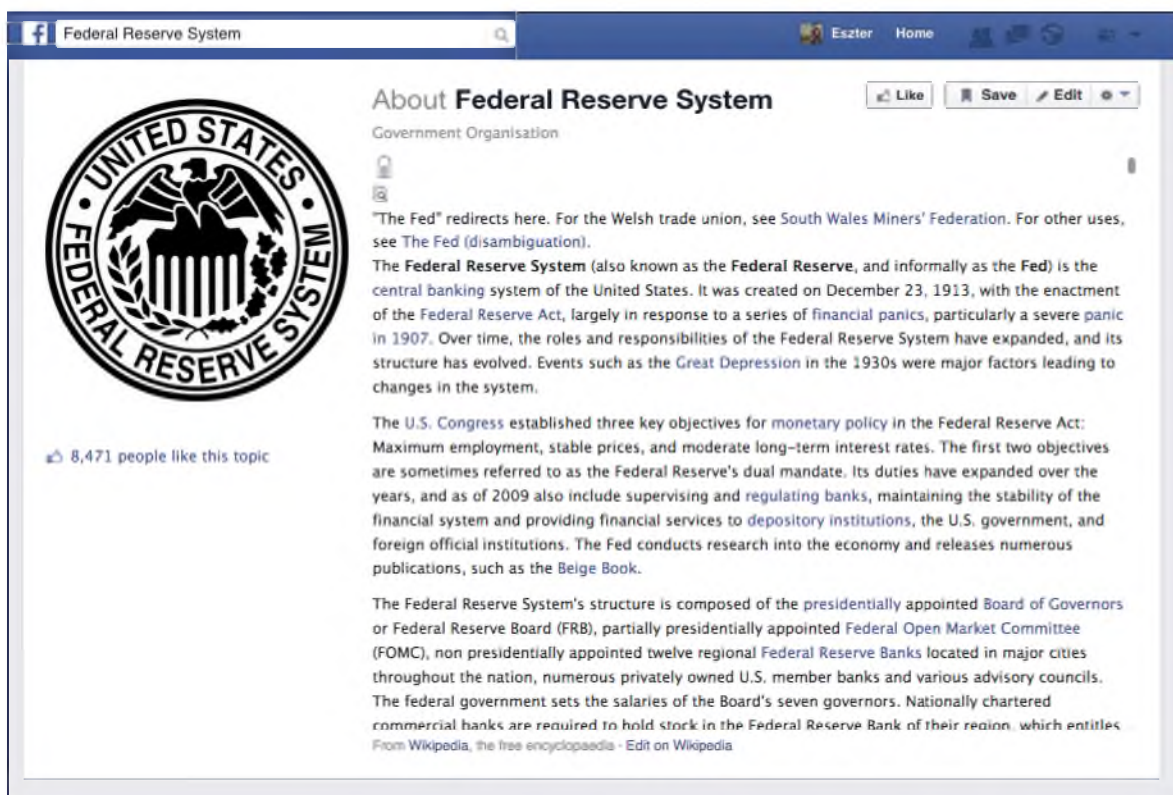 Federal Reserve System
Eszter Home
UNITED STATES
FEDERAL RESERVE SYSTEM
8,471 people like this topic
About Federal Reserve System
Like Save Edit
Government Organisation
"The Fed" redirects here. For the Welsh trade union, see South Wales Miners' Federation. For other uses,
see The Fed (disambiguation).
The Federal Reserve System (also known as the Federal Reserve, and informally as the Fed) is the
central banking system of the United States. It was created on December 23, 1913, with the enactment
of the Federal Reserve Act, largely in response to a series of financial panics, particularly a severe panic
in 1907. Over time, the roles and responsibilities of the Federal Reserve System have expanded, and its
structure has evolved. Events such as the Great Depression in the 1930s were major factors leading to
changes in the system.
The U.S. Congress established three key objectives for monetary policy in the Federal Reserve Act:
Maximum employment, stable prices, and moderate long-term interest rates. The first two objectives
are sometimes referred to as the Federal Reserve's dual mandate. Its duties have expanded over the
years, and as of 2009 also include supervising and regulating banks, maintaining the stability of the
financial system and providing financial services to depository institutions, the U.S. government, and
foreign official institutions. The Fed conducts research into the economy and releases numerous
publications, such as the Beige Book.
The Federal Reserve System's structure is composed of the presidentially appointed Board of Governors
or Federal Reserve Board (FRB), partially presidentially appointed Federal Open Market Committee
(FOMC), non presidentially appointed twelve regional Federal Reserve Banks located in major cities
throughout the nation, numerous privately owned U.S. member banks and various advisory councils.
The federal government sets the salaries of the Board's seven governors. Nationally chartered
commercial banks are required to hold stock in the Federal Reserve Bank of their region, which entitles
From Wikipedia, the free encyclopaedia · Edit on Wikipedia